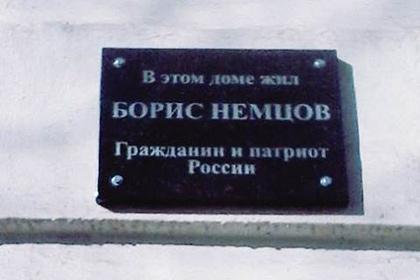 В этом доме жил
БОРИС НЕМЦОВ
Гражданин и патриот
России